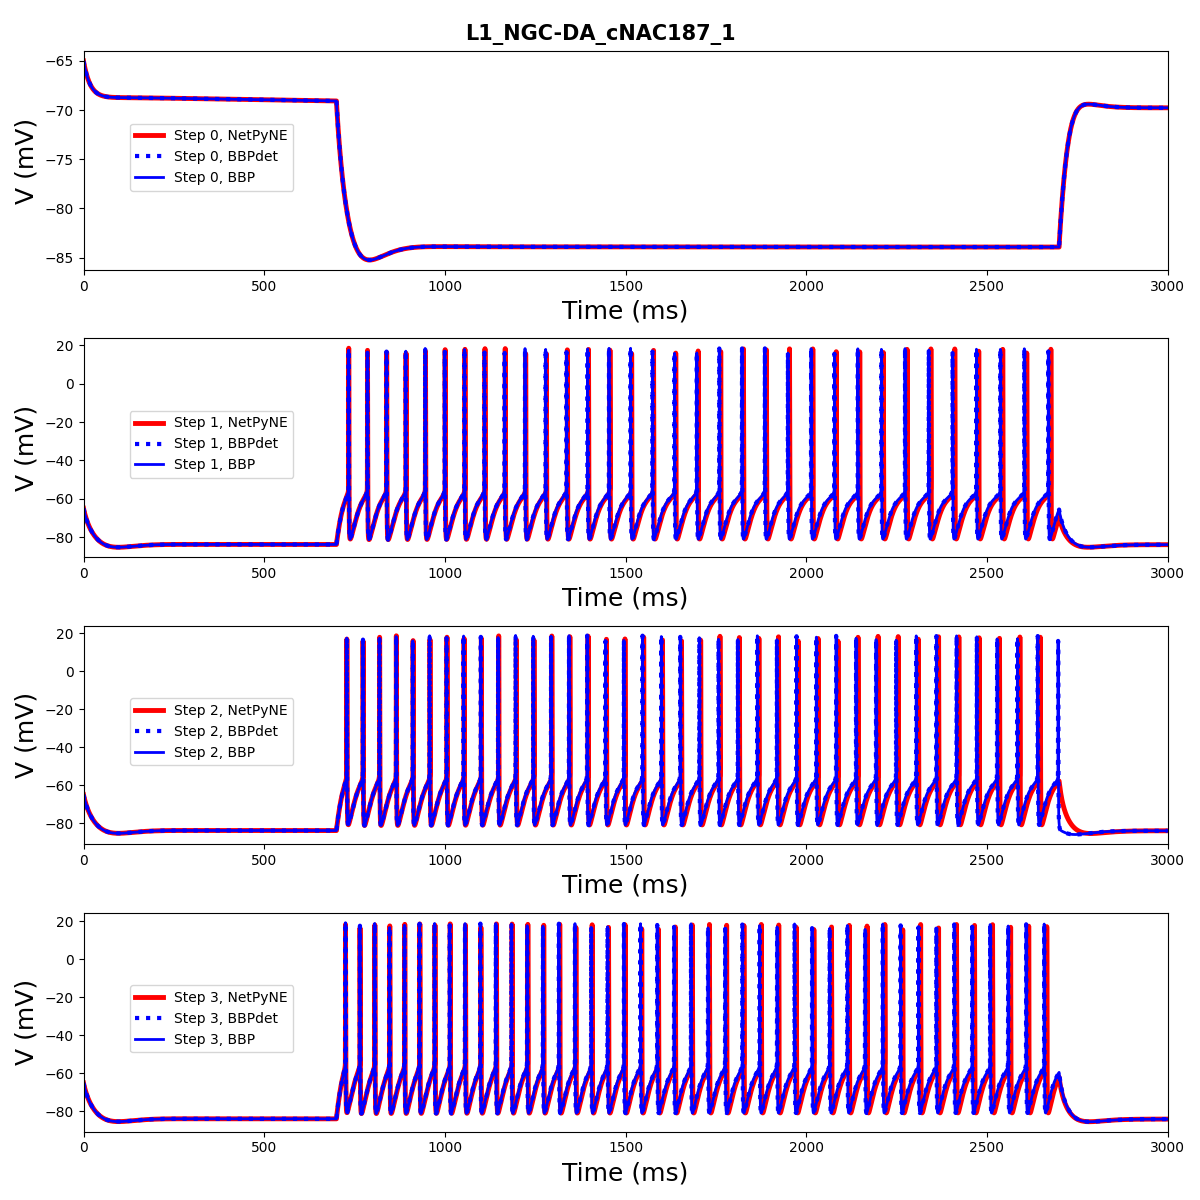 L1_NGC-DA_cNAC187_1
−65
−70
−75
−80
−85
V (mV)
Step 0, NetPyNE
Step 0, BBPdet
Step 0, BBP
0 500 1000 1500 2000 2500 3000
Time (ms)
20
0
−20
−40
−60
−80
V (mV)
Step 1, NetPyNE
Step 1, BBPdet
Step 1, BBP
0 500 1000 1500 2000 2500 3000
Time (ms)
20
0
−20
−40
−60
−80
V (mV)
Step 2, NetPyNE
Step 2, BBPdet
Step 2, BBP
0 500 1000 1500 2000 2500 3000
Time (ms)
20
0
−20
−40
−60
−80
V (mV)
Step 3, NetPyNE
Step 3, BBPdet
Step 3, BBP
0 500 1000 1500 2000 2500 3000
Time (ms)